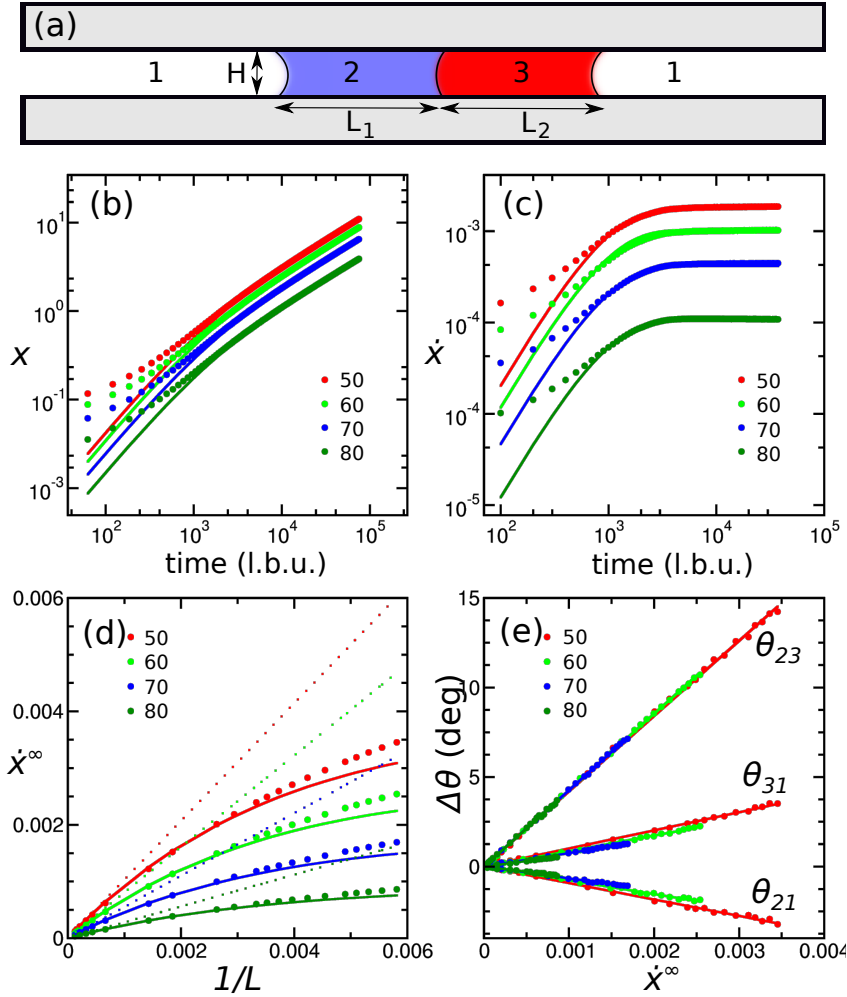 (a)
1 H 2 3 1
L1 L2
(b)
10^1
10^0
10^-1
10^-3
x
50
60
70
80
10^2 10^3 10^4 10^5
time (l.b.u.)
(c)
10^-3
10^-4
10^-4
10^-5
ẋ
50
60
70
80
10^2 10^3 10^4 10^5
time (l.b.u.)
(d)
0.006
0.004
0.002
0
ẋ^∞
50
60
70
80
0 0.002 0.004 0.006
1/L
(e)
15
10
5
0
Δθ (deg)
50
60
70
80
θ23
θ31
θ21
0 0.001 0.002 0.003 0.004
ẋ^∞